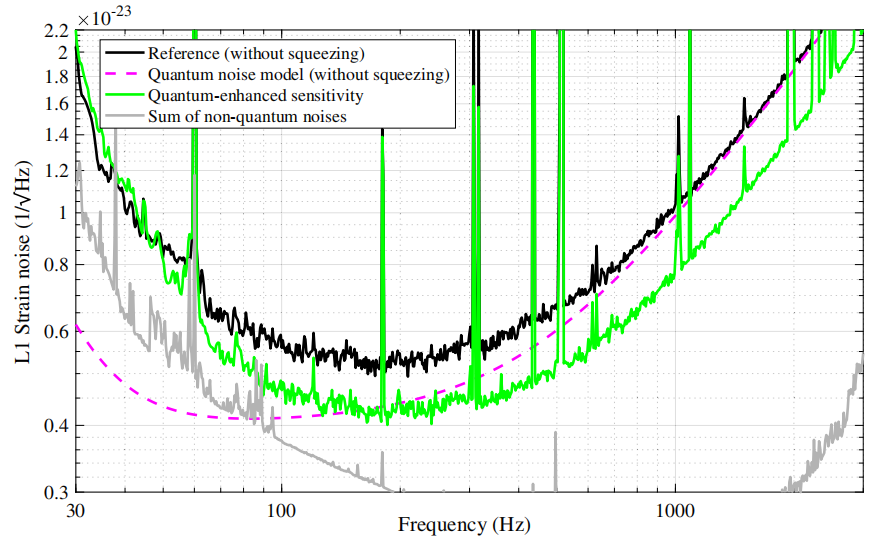 ×10⁻²³
2.2
2
1.8
1.6
1.4
1.2
1
0.8
0.6
0.4
0.3
L1 Strain noise (1/√Hz)
Reference (without squeezing)
Quantum noise model (without squeezing)
Quantum-enhanced sensitivity
Sum of non-quantum noises
30 100 1000
Frequency (Hz)